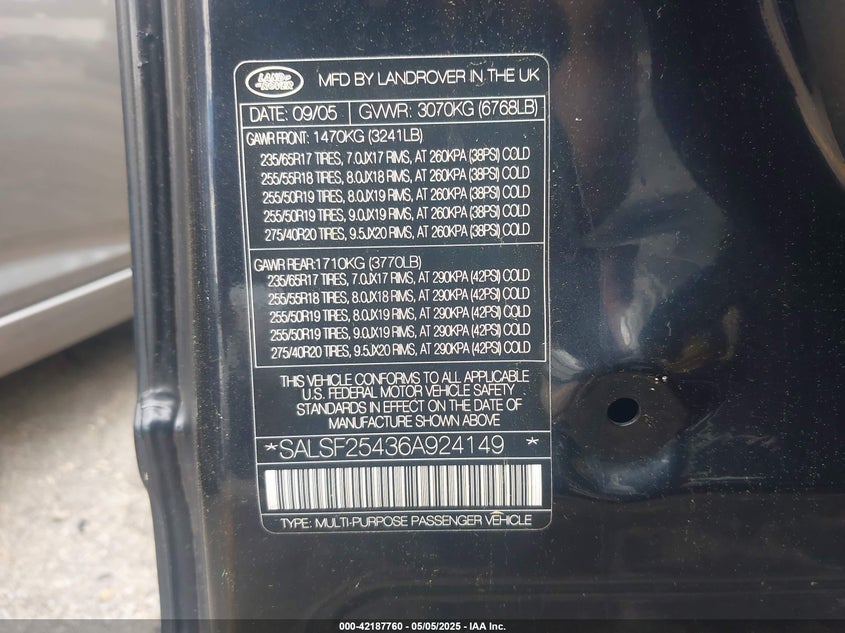 LAND-
-ROVER
MFD BY LANDROVER IN THE UK
DATE: 09/05 GVWR: 3070KG (6768LB)
GAWR FRONT: 1470KG (3241LB)
235/65R17 TIRES, 7.0JX17 RIMS, AT 260KPA (38PSI) COLD
255/55R18 TIRES, 8.0JX18 RIMS, AT 260KPA (38PSI) COLD
255/50R19 TIRES, 8.0JX19 RIMS, AT 260KPA (38PSI) COLD
255/50R19 TIRES, 9.0JX19 RIMS, AT 260KPA (38PSI) COLD
275/40R20 TIRES, 9.5JX20 RIMS, AT 260KPA (38PSI) COLD
GAWR REAR: 1710KG (3770LB)
235/65R17 TIRES, 7.0JX17 RIMS, AT 290KPA (42PSI) COLD
255/55R18 TIRES, 8.0JX18 RIMS, AT 290KPA (42PSI) COLD
255/50R19 TIRES, 8.0JX19 RIMS, AT 290KPA (42PSI) COLD
255/50R19 TIRES, 9.0JX19 RIMS, AT 290KPA (42PSI) COLD
275/40R20 TIRES, 9.5JX20 RIMS, AT 290KPA (42PSI) COLD
THIS VEHICLE CONFORMS TO ALL APPLICABLE
U.S. FEDERAL MOTOR VEHICLE SAFETY
STANDARDS IN EFFECT ON THE DATE OF
MANUFACTURE SHOWN ABOVE
*SALSF25436A924149 *
TYPE: MULTI-PURPOSE PASSENGER VEHICLE
000-42187760 - 05/05/2025 - IAA Inc.